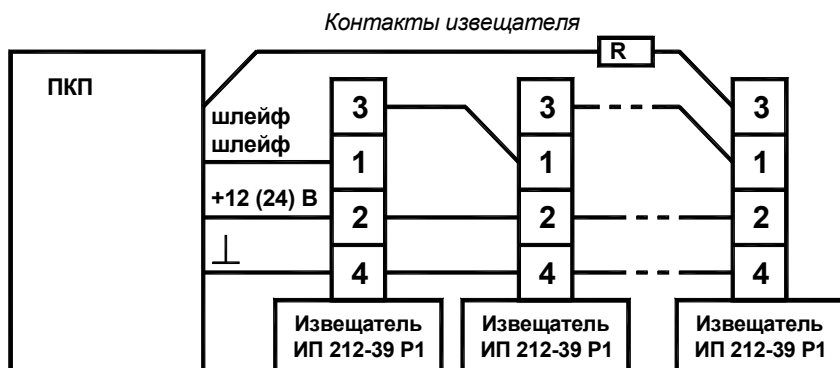 Контакты извещателя
R
ПКП
шлейф
шлейф
+12 (24) В
3
1
2
4
3
1
2
4
3
1
2
4
Извещатель
ИП 212-39 Р1
Извещатель
ИП 212-39 Р1
Извещатель
ИП 212-39 Р1